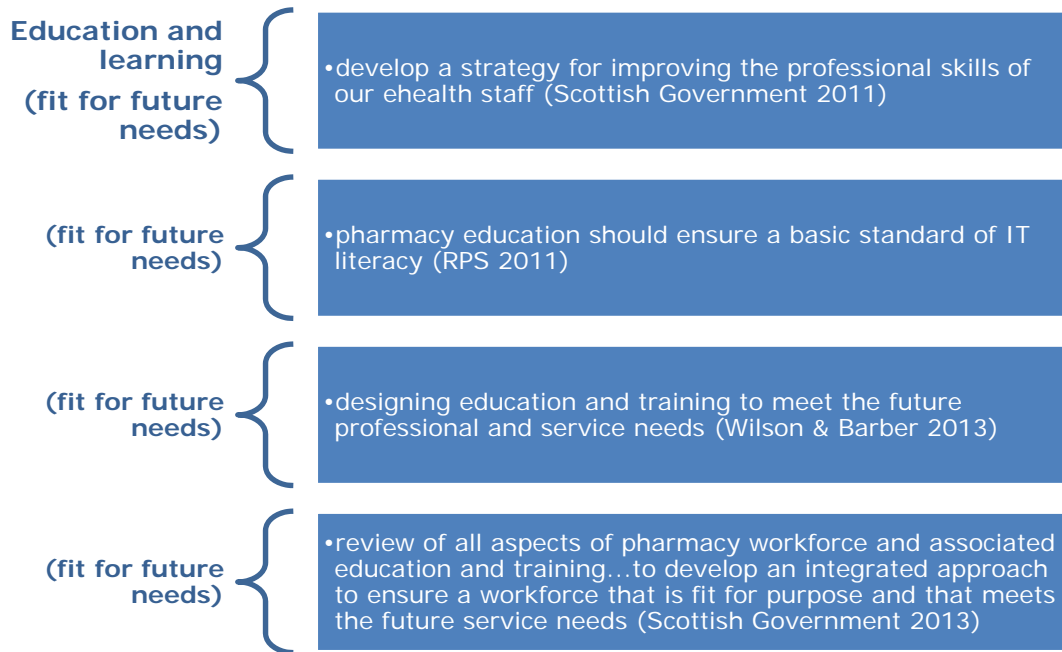 Education and
learning
(fit for future
needs)
•develop a strategy for improving the professional skills of
our ehealth staff (Scottish Government 2011)
(fit for future
needs)
•pharmacy education should ensure a basic standard of IT
literacy (RPS 2011)
(fit for future
needs)
•designing education and training to meet the future
professional and service needs (Wilson & Barber 2013)
(fit for future
needs)
•review of all aspects of pharmacy workforce and associated
education and training...to develop an integrated approach
to ensure a workforce that is fit for purpose and that meets
the future service needs (Scottish Government 2013)